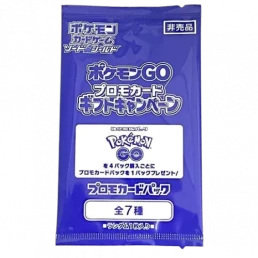 ポケモン
カードゲーム
ソード&シールド
非売品
ポケモンGO
プロモカード
ギフトキャンペーン
POKÉMON
GO
を4パック購入ごとに
プロモカードパックを1パックプレゼント!
プロモカードパック
全7種